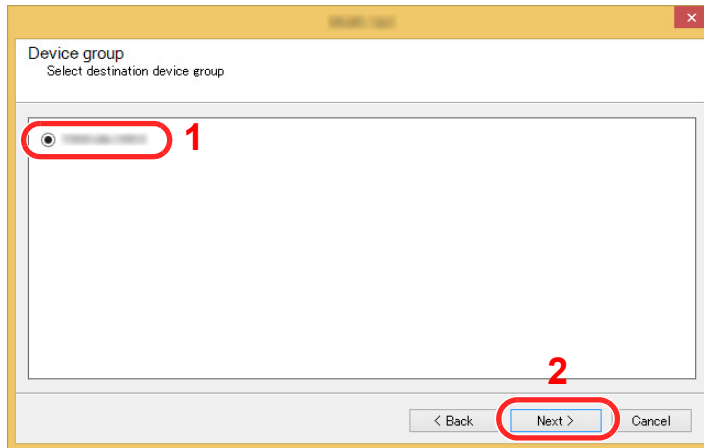 Device group
Select destination device group
1
2
< Back
Next >
Cancel